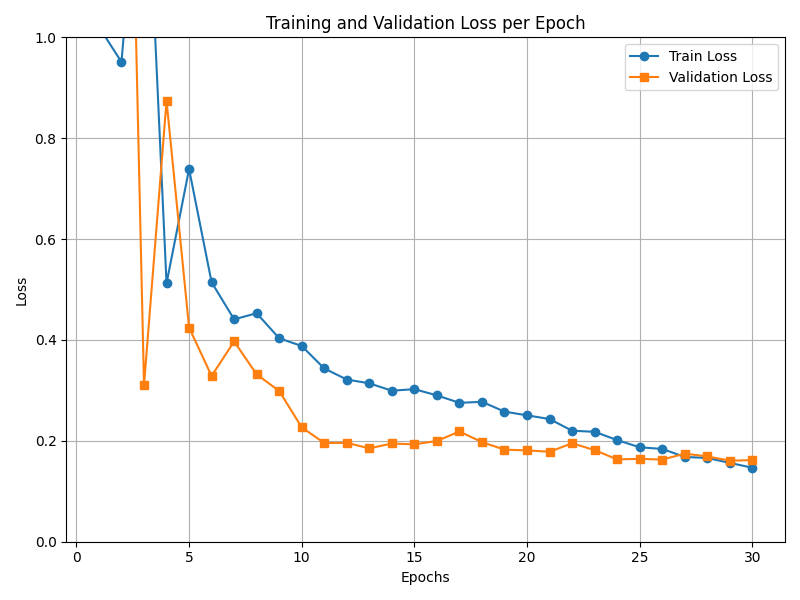 Training and Validation Loss per Epoch
Train Loss
Validation Loss
1.0
0.8
0.6
0.4
0.2
0.0
Loss
0 5 10 15 20 25 30
Epochs